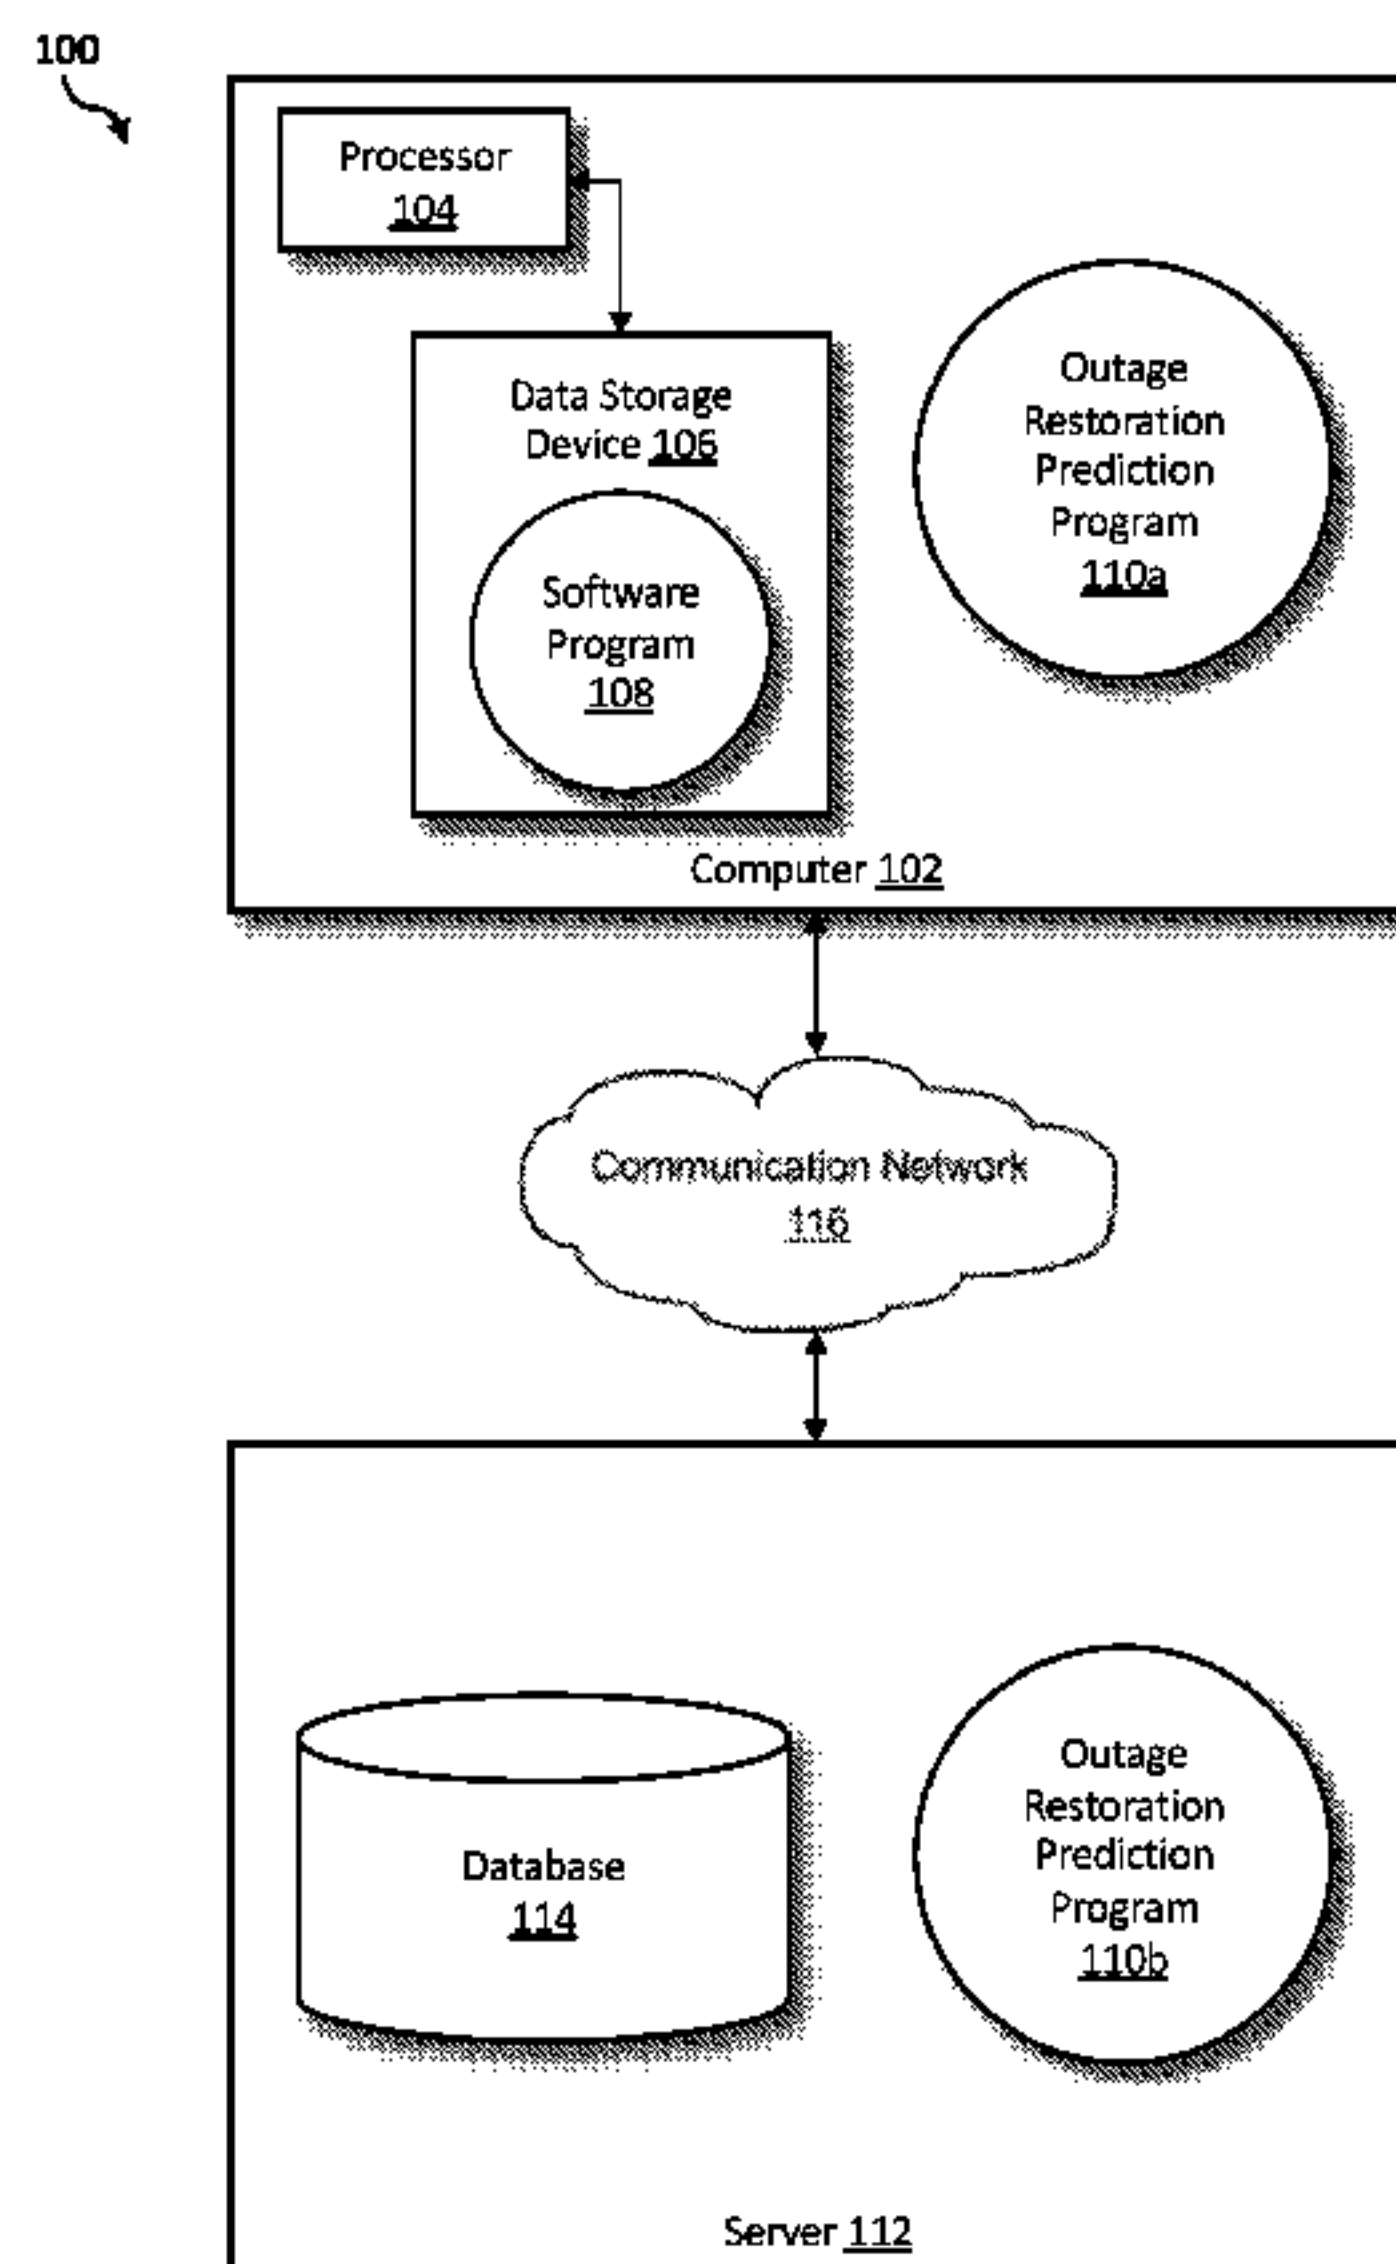 100
Processor
104
Data Storage
Device 106
Software
Program
108
Outage
Restoration
Prediction
Program
110a
Computer 102
Communication Network
116
Database
114
Outage
Restoration
Prediction
Program
110b
Server 112